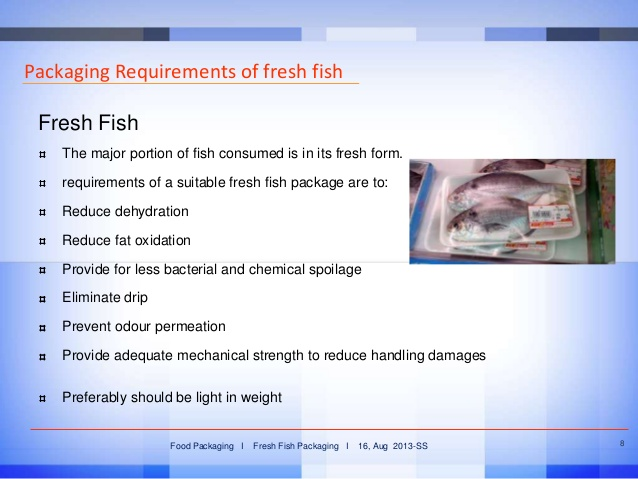 Packaging Requirements of fresh fish
Fresh Fish
The major portion of fish consumed is in its fresh form.
requirements of a suitable fresh fish package are to:
Reduce dehydration
Reduce fat oxidation
Provide for less bacterial and chemical spoilage
Eliminate drip
Prevent odour permeation
Provide adequate mechanical strength to reduce handling damages
Preferably should be light in weight
Food Packaging I Fresh Fish Packaging I 16, Aug 2013-SS
8